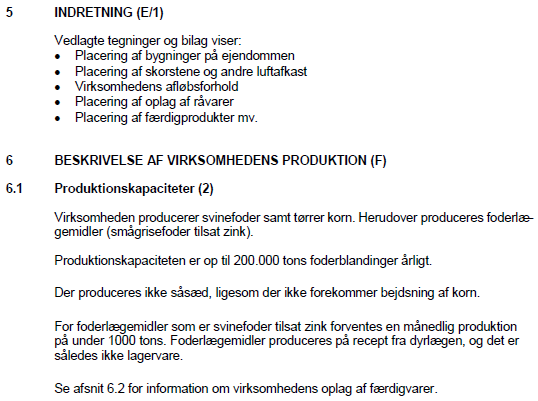 5 INDRETNING (E/1)
Vedlagte tegninger og bilag viser:
• Placering af bygninger på ejendommen
• Placering af skorstene og andre luftafkast
• Virksomhedens afløbsforhold
• Placering af oplag af råvarer
• Placering af færdigprodukter mv.
6 BESKRIVELSE AF VIRKSOMHEDENS PRODUKTION (F)
6.1 Produktionskapaciteter (2)
Virksomheden producerer svinefoder samt tørrer korn. Herudover produceres foderlæ-
gemidler (smågrisefoder tilsat zink).
Produktionskapaciteten er op til 200.000 tons foderblandinger årligt.
Der produceres ikke såsæd, ligesom der ikke forekommer bejdsning af korn.
For foderlægemidler som er svinefoder tilsat zink forventes en månedlig produktion
på under 1000 tons. Foderlægemidler produceres på recept fra dyrlægen, og det er
således ikke lagervare.
Se afsnit 6.2 for information om virksomhedens oplag af færdigvarer.